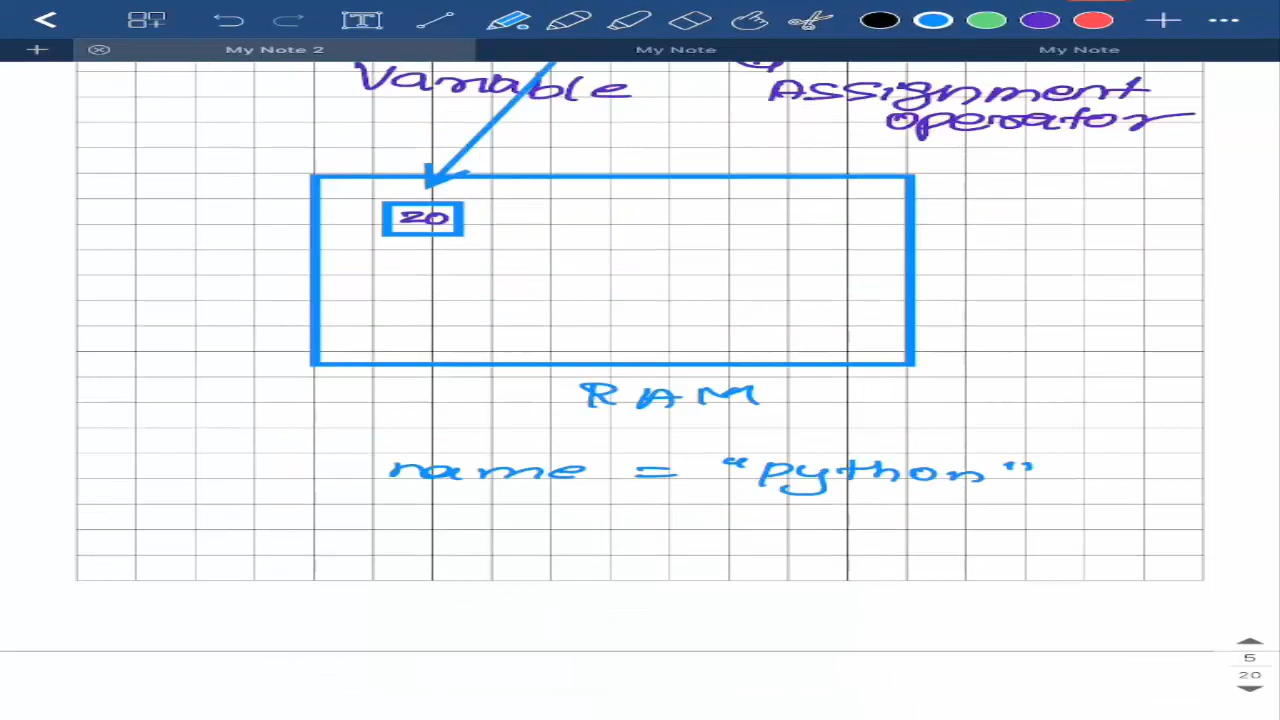 My Note 2
My Note
My Note
Variable
Assignment
operator
20
RAM
name = "python"
5
20